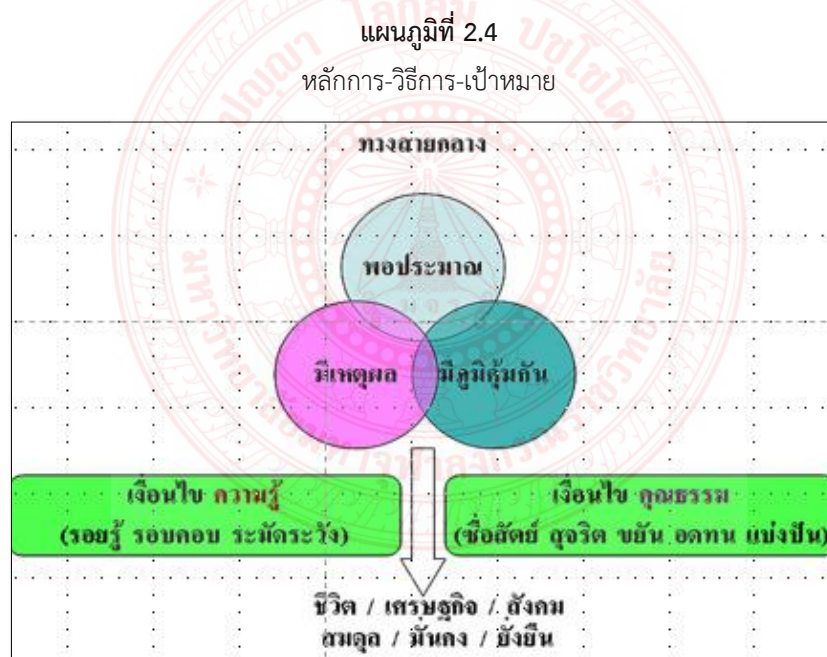 แผนภูมิที่ 2.4
หลักการ-วิธีการ-เป้าหมาย
ทางสายกลาง
พอประมาณ
มีเหตุผล
มีภูมิคุ้มกัน
เงื่อนไข ความรู้
(รอยรู้ รอบคอบ ระมัดระวัง)
เงื่อนไข คุณธรรม
(ซื่อสัตย์ สุจริต ขยัน อดทน แบ่งปัน)
ชีวิต / เศรษฐกิจ / สังคม
สมดุล / มั่นคง / ยั่งยืน